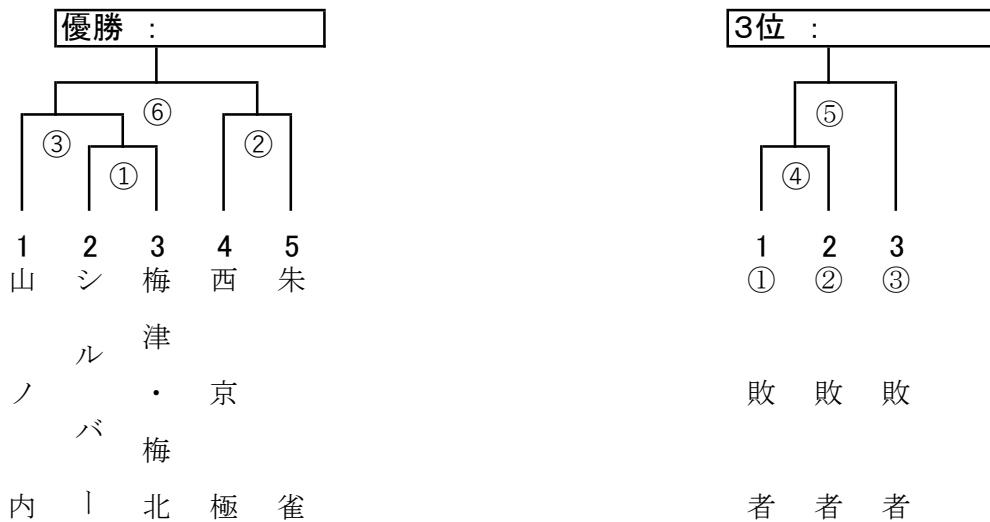 優勝 ：
3位 ：
⑥
③
②
①
⑤
④
1 2 3 4 5
山ノ内
シルバー
梅津・梅北
西京極
朱雀
1 2 3
①敗者
②敗者
③敗者